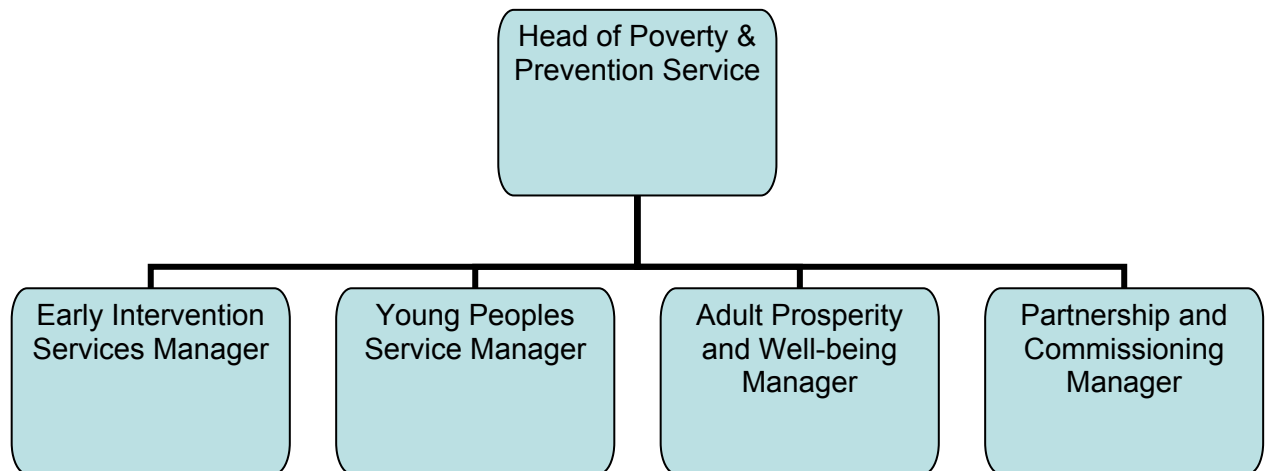 Head of Poverty &
Prevention Service
Early Intervention
Services Manager
Young Peoples
Service Manager
Adult Prosperity
and Well-being
Manager
Partnership and
Commissioning
Manager